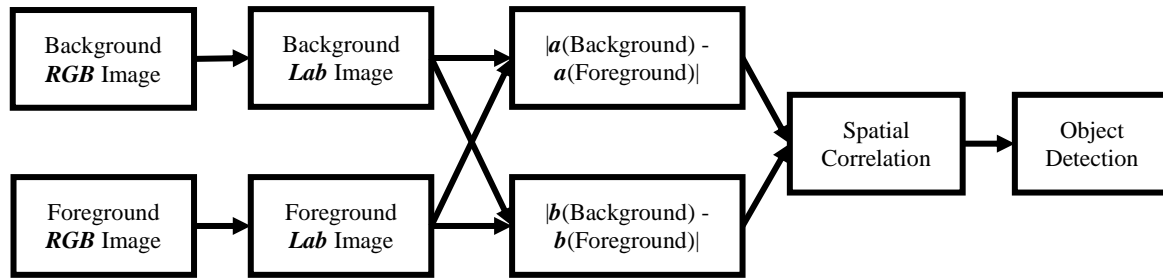 Background
RGB Image
Background
Lab Image
|a(Background) -
a(Foreground)|
Spatial
Correlation
Object
Detection
Foreground
RGB Image
Foreground
Lab Image
|b(Background) -
b(Foreground)|